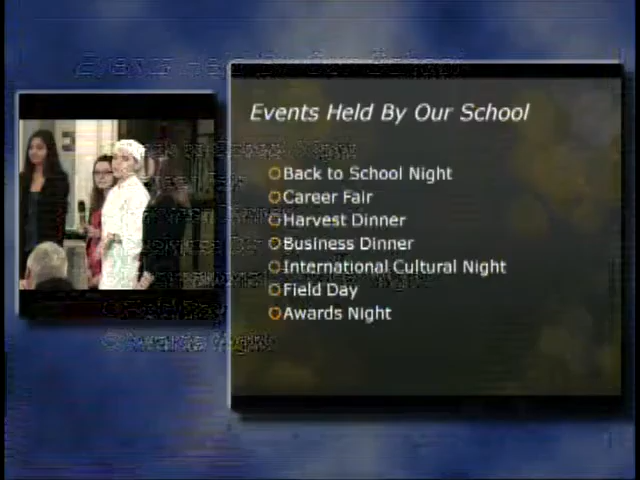 Events Held By Our School
Back to School Night
Career Fair
Harvest Dinner
Business Dinner
International Cultural Night
Field Day
Awards Night